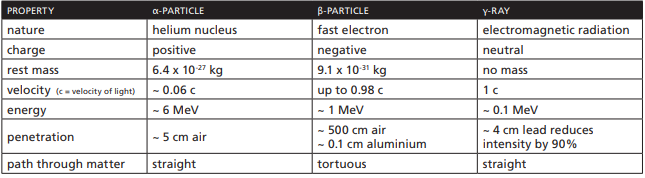 PROPERTY α-PARTICLE β-PARTICLE γ-RAY
nature helium nucleus fast electron electromagnetic radiation
charge positive negative neutral
rest mass 6.4 x 10⁻²⁷ kg 9.1 x 10⁻³¹ kg no mass
velocity (c = velocity of light) ~ 0.06 c up to 0.98 c 1 c
energy ~ 6 MeV ~ 1 MeV ~ 0.1 MeV
penetration ~ 5 cm air ~ 500 cm air ~ 4 cm lead reduces
~ 0.1 cm aluminium intensity by 90%
path through matter straight tortuous straight